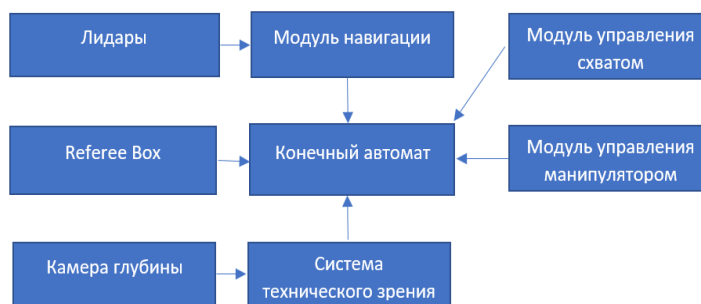 Лидары
Модуль навигации
Модуль управления
схватом
Referee Box
Конечный автомат
Модуль управления
манипулятором
Камера глубины
Система
технического зрения